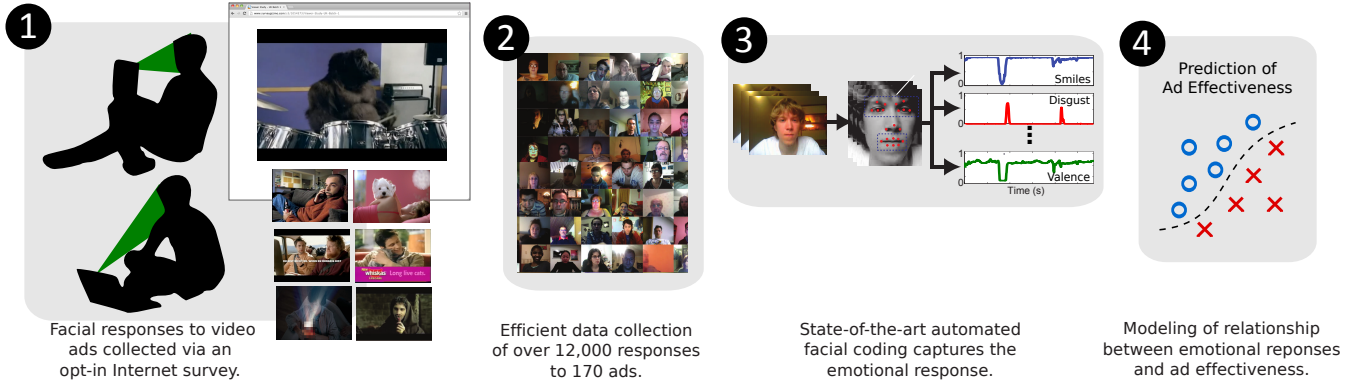 1
Facial responses to video
ads collected via an
opt-in Internet survey.
whiskas
Long live cats.
2
Efficient data collection
of over 12,000 responses
to 170 ads.
3
1
0
Smiles
1
0
Disgust
1
0
Valence
Time (s)
State-of-the-art automated
facial coding captures the
emotional response.
4
Prediction of
Ad Effectiveness
Modeling of relationship
between emotional reponses
and ad effectiveness.